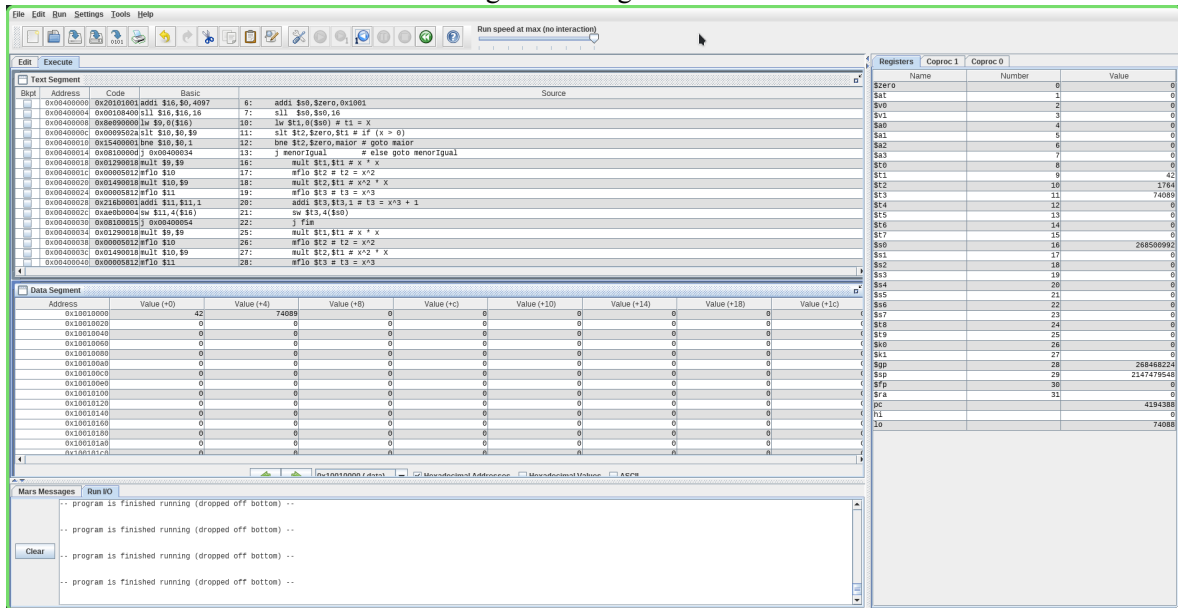 File Edit Run Settings Tools Help
Run speed at max (no interaction)
Edit Execute
Text Segment
Bkpt Address Code Basic Source
0x00400000 0x20101001 addi $16,$0,4097 6: addi $s0,$zero,0x1001
0x00400004 0x00108400 sll $16,$16,16 7: sll $s0,$s0,16
0x00400008 0x8e090000 lw $9,0($16) 10: lw $t1,0($s0) # t1 = X
0x0040000c 0x0009502a slt $10,$0,$9 11: slt $t2,$zero,$t1 # if (x > 0)
0x00400010 0x15400001 bne $10,$0,1 12: bne $t2,$zero,maior # goto maior
0x00400014 0x0810000d j 0x00400034 13: j menorIgual # else goto menorIgual
0x00400018 0x01290018 mult $9,$9 16: mult $t1,$t1 # x * X
0x0040001c 0x00005012 mflo $10 17: mflo $t2 # t2 = x^2
0x00400020 0x01490018 mult $10,$9 18: mult $t2,$t1 # x^2 * X
0x00400024 0x00005812 mflo $11 19: mflo $t3 # t3 = x^3
0x00400028 0x216b0001 addi $11,$11,1 20: addi $t3,$t3,1 # t3 = x^3 + 1
0x0040002c 0xae0b0004 sw $11,4($16) 21: sw $t3,4($s0)
0x00400030 0x08100015 j 0x00400054 22: j fim
0x00400034 0x01290018 mult $9,$9 25: mult $t1,$t1 # x * X
0x00400038 0x00005012 mflo $10 26: mflo $t2 # t2 = x^2
0x0040003c 0x01490018 mult $10,$9 27: mult $t2,$t1 # x^2 * X
0x00400040 0x00005812 mflo $11 28: mflo $t3 # t3 = x^3
Data Segment
Address Value (+0) Value (+4) Value (+8) Value (+c) Value (+10) Value (+14) Value (+18) Value (+1c)
0x10010000 42 74089 0 0 0 0 0 0
0x10010020 0 0 0 0 0 0 0 0
0x10010040 0 0 0 0 0 0 0 0
0x10010060 0 0 0 0 0 0 0 0
0x10010080 0 0 0 0 0 0 0 0
0x100100a0 0 0 0 0 0 0 0 0
0x100100c0 0 0 0 0 0 0 0 0
0x100100e0 0 0 0 0 0 0 0 0
0x10010100 0 0 0 0 0 0 0 0
0x10010120 0 0 0 0 0 0 0 0
0x10010140 0 0 0 0 0 0 0 0
0x10010160 0 0 0 0 0 0 0 0
0x10010180 0 0 0 0 0 0 0 0
0x100101a0 0 0 0 0 0 0 0 0
0x100101c0 0 0 0 0 0 0 0 0
0x10010000 (.data) Hexadecimal Addresses Hexadecimal Values ASCII
Mars Messages Run I/O
-- program is finished running (dropped off bottom) --
-- program is finished running (dropped off bottom) --
Clear
-- program is finished running (dropped off bottom) --
-- program is finished running (dropped off bottom) --
Registers Coproc 1 Coproc 0
Name Number Value
$zero 0 0
$at 1 0
$v0 2 0
$v1 3 0
$a0 4 0
$a1 5 0
$a2 6 0
$a3 7 0
$t0 8 0
$t1 9 42
$t2 10 1764
$t3 11 74089
$t4 12 0
$t5 13 0
$t6 14 0
$t7 15 0
$s0 16 268500992
$s1 17 0
$s2 18 0
$s3 19 0
$s4 20 0
$s5 21 0
$s6 22 0
$s7 23 0
$t8 24 0
$t9 25 0
$k0 26 0
$k1 27 0
$gp 28 268468224
$sp 29 2147479548
$fp 30 0
$ra 31 0
pc 4194388
hi 0
lo 74088